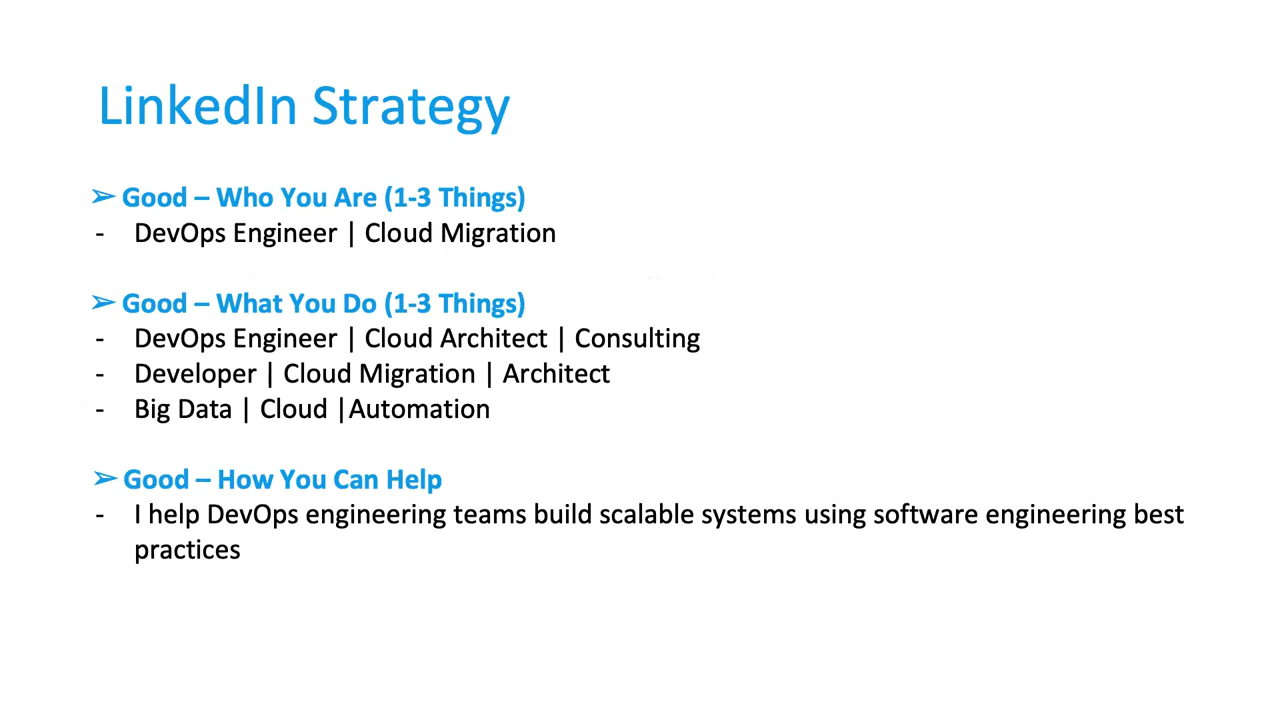 LinkedIn Strategy
➢ Good – Who You Are (1-3 Things)
- DevOps Engineer | Cloud Migration
➢ Good – What You Do (1-3 Things)
- DevOps Engineer | Cloud Architect | Consulting
- Developer | Cloud Migration | Architect
- Big Data | Cloud |Automation
➢ Good – How You Can Help
- I help DevOps engineering teams build scalable systems using software engineering best
practices